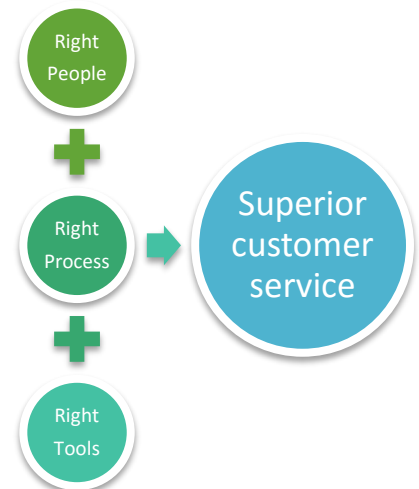 Right
People
Right
Process
Right
Tools
Superior
customer
service